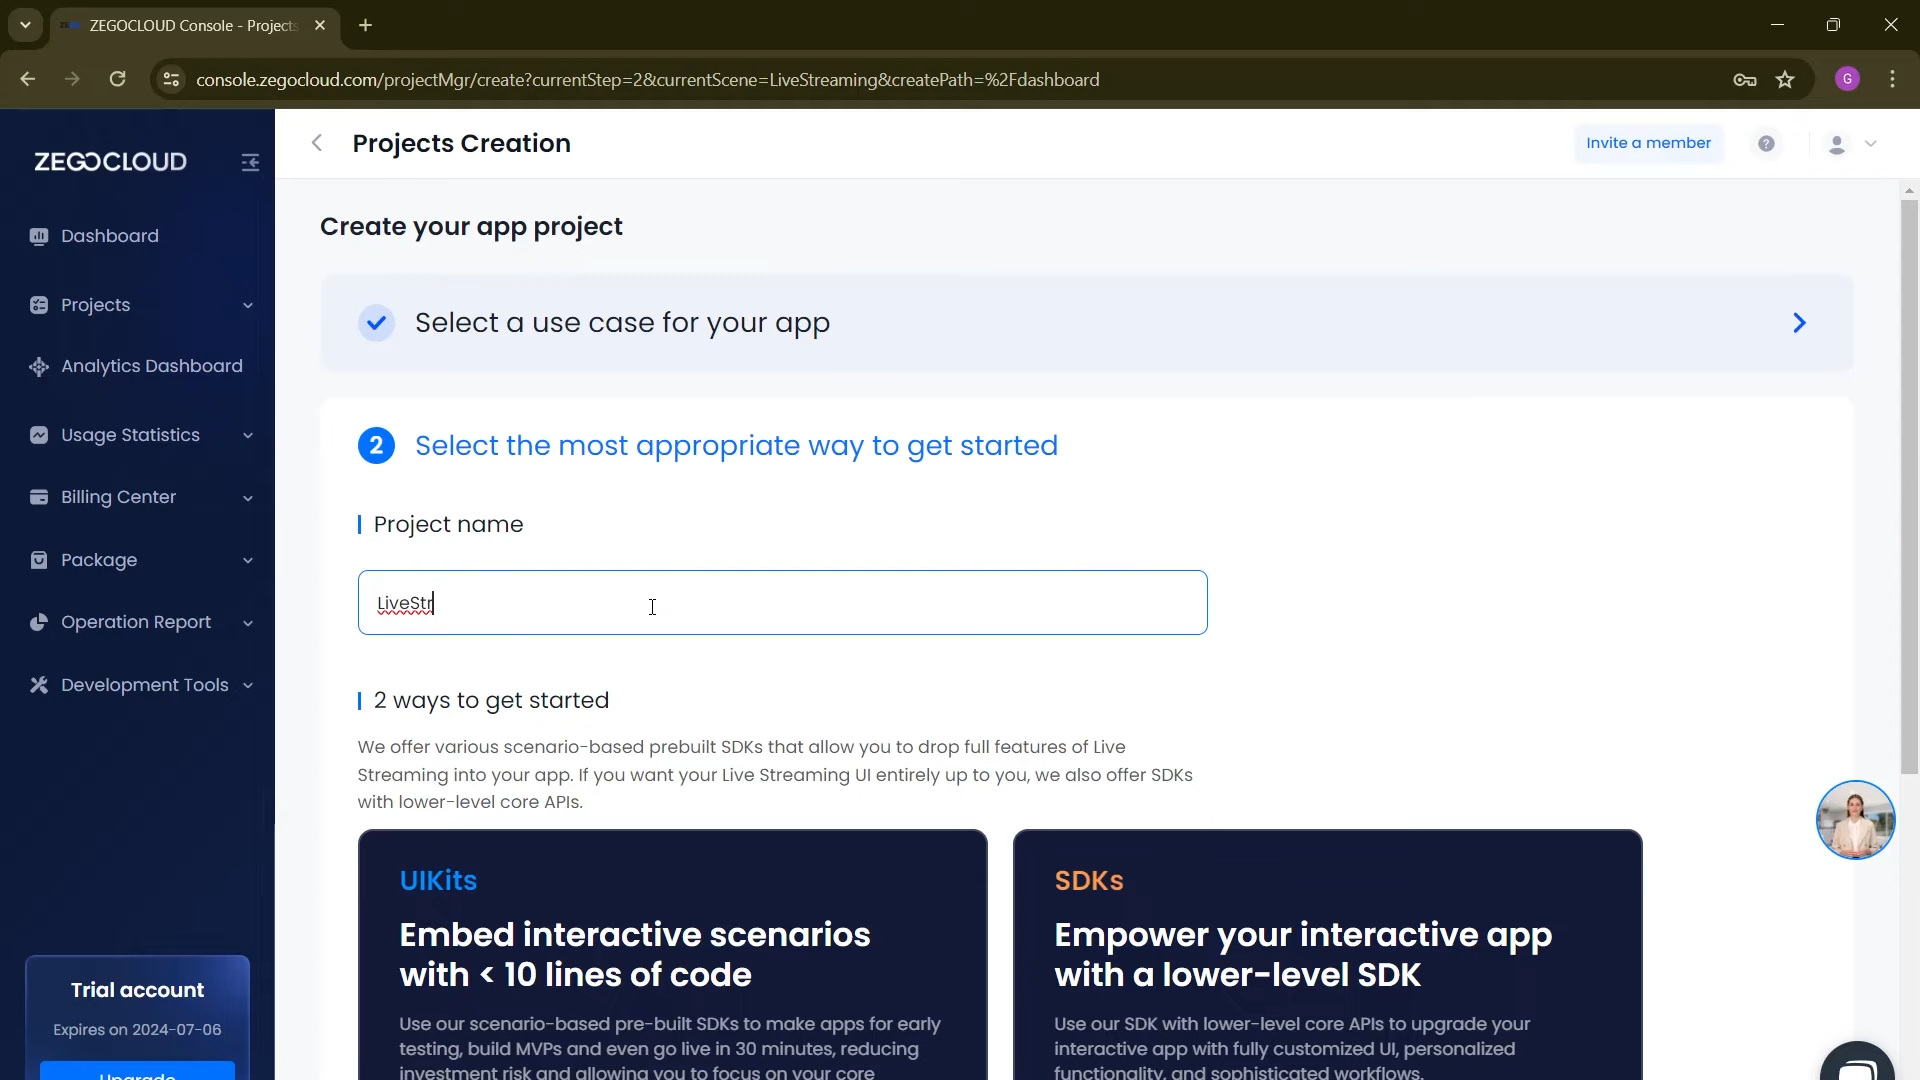 ZEGOCLOUD Console - Projects
console.zegocloud.com/projectMgr/create?currentStep=2&currentScene=LiveStreaming&createPath=%2Fdashboard
G
ZEGOCLOUD
Projects Creation
Invite a member
?
Dashboard
Projects
Analytics Dashboard
Usage Statistics
Billing Center
Package
Operation Report
Development Tools
Trial account
Expires on 2024-07-06
Upgrade
Create your app project
Select a use case for your app
2 Select the most appropriate way to get started
Project name
LiveStr
2 ways to get started
We offer various scenario-based prebuilt SDKs that allow you to drop full features of Live
Streaming into your app. If you want your Live Streaming UI entirely up to you, we also offer SDKs
with lower-level core APIs.
UIKits
Embed interactive scenarios
with < 10 lines of code
Use our scenario-based pre-built SDKs to make apps for early
testing, build MVPs and even go live in 30 minutes, reducing
investment risk and allowing you to focus on your core
SDKs
Empower your interactive app
with a lower-level SDK
Use our SDK with lower-level core APIs to upgrade your
interactive app with fully customized UI, personalized
functionality, and sophisticated workflows.